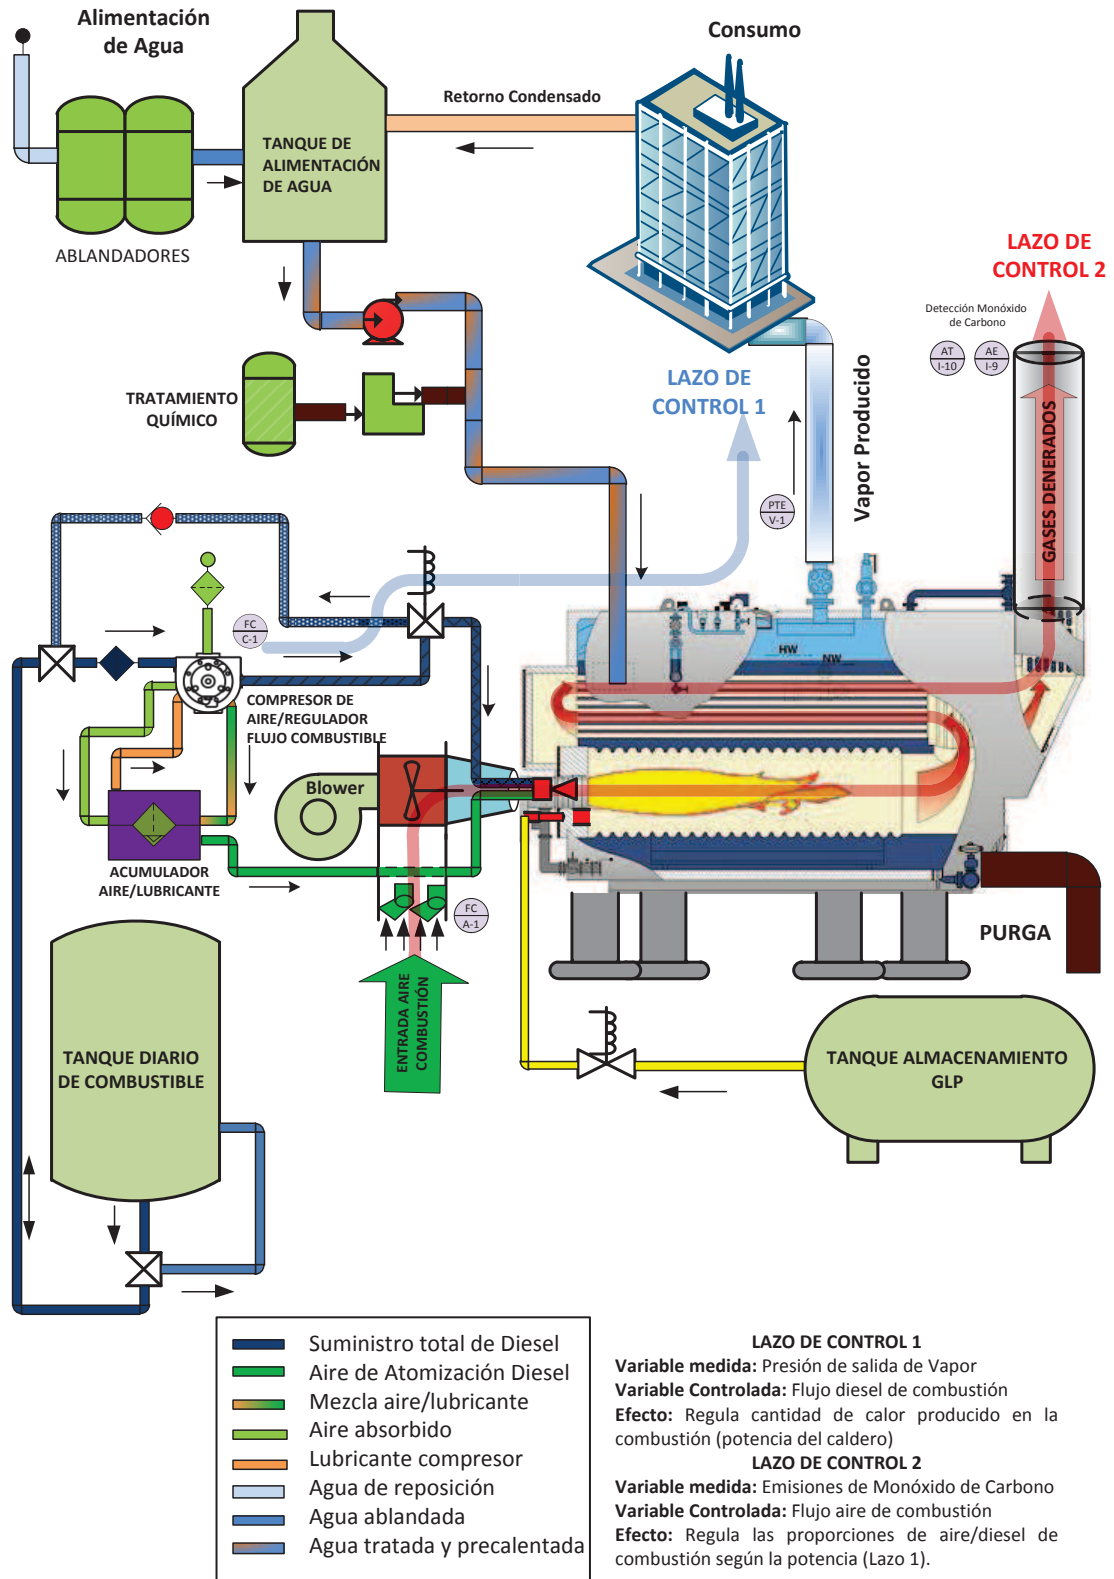 Alimentación
de Agua
Consumo
Retorno Condensado
TANQUE DE
ALIMENTACIÓN
DE AGUA
ABLANDADORES
LAZO DE
CONTROL 2
Detección Monóxido
de Carbono
AT
I-10
AE
I-9
LAZO DE
CONTROL 1
TRATAMIENTO
QUÍMICO
Vapor Producido
GASES DENERADOS
PTE
V-1
FC
C-1
HW
NW
COMPRESOR DE
AIRE/REGULADOR
FLUJO COMBUSTIBLE
Blower
ACUMULADOR
AIRE/LUBRICANTE
FC
A-1
PURGA
ENTRADA AIRE
COMBUSTIÓN
TANQUE DIARIO
DE COMBUSTIBLE
TANQUE ALMACENAMIENTO
GLP
Suministro total de Diesel
Aire de Atomización Diesel
Mezcla aire/lubricante
Aire absorbido
Lubricante compresor
Agua de reposición
Agua ablandada
Agua tratada y precalentada
LAZO DE CONTROL 1
Variable medida: Presión de salida de Vapor
Variable Controlada: Flujo diesel de combustión
Efecto: Regula cantidad de calor producido en la
combustión (potencia del caldero)
LAZO DE CONTROL 2
Variable medida: Emisiones de Monóxido de Carbono
Variable Controlada: Flujo aire de combustión
Efecto: Regula las proporciones de aire/diesel de
combustión según la potencia (Lazo 1).